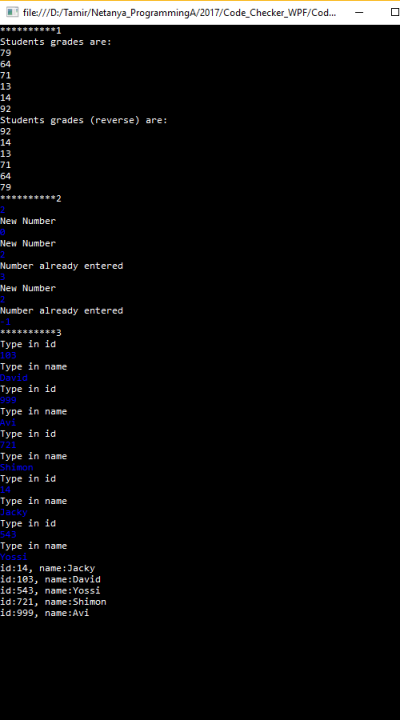 file:///D:/Tamir/Netanya_ProgrammingA/2017/Code_Checker_WPF/Cod...
**********1
Students grades are:
79
64
71
13
14
92
Students grades (reverse) are:
92
14
13
71
64
79
**********2
2
New Number
0
New Number
2
Number already entered
3
New Number
2
Number already entered
-1
**********3
Type in id
103
Type in name
David
Type in id
999
Type in name
Avi
Type in id
721
Type in name
Shimon
Type in id
14
Type in name
Jacky
Type in id
543
Type in name
Yossi
id:14, name:Jacky
id:103, name:David
id:543, name:Yossi
id:721, name:Shimon
id:999, name:Avi